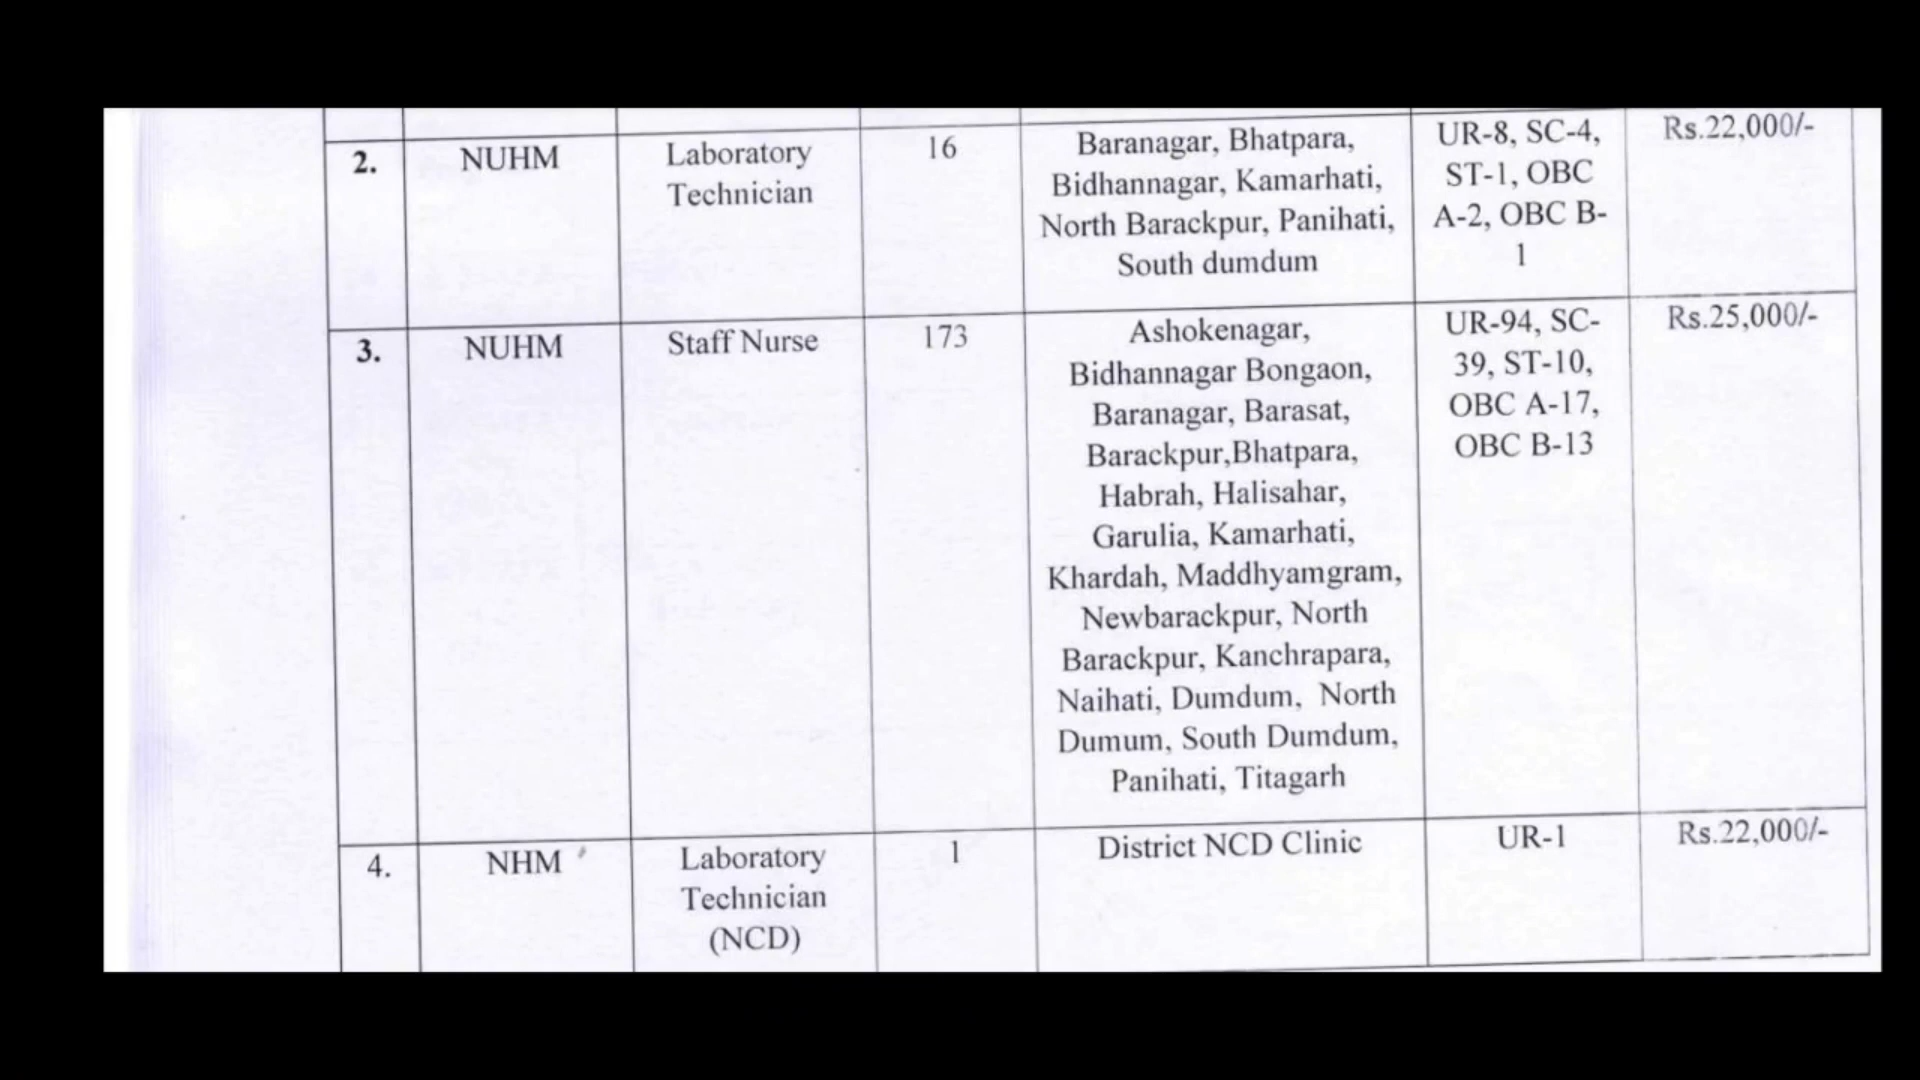 2. NUHM Laboratory Technician 16 Baranagar, Bhatpara, Bidhannagar, Kamarhati, North Barackpur, Panihati, South dumdum UR-8, SC-4, ST-1, OBC A-2, OBC B-1 Rs.22,000/-
3. NUHM Staff Nurse 173 Ashokenagar, Bidhannagar Bongaon, Baranagar, Barasat, Barackpur,Bhatpara, Habrah, Halisahar, Garulia, Kamarhati, Khardah, Maddhyamgram, Newbarackpur, North Barackpur, Kanchrapara, Naihati, Dumdum, North Dumum, South Dumdum, Panihati, Titagarh UR-94, SC-39, ST-10, OBC A-17, OBC B-13 Rs.25,000/-
4. NHM Laboratory Technician (NCD) 1 District NCD Clinic UR-1 Rs.22,000/-